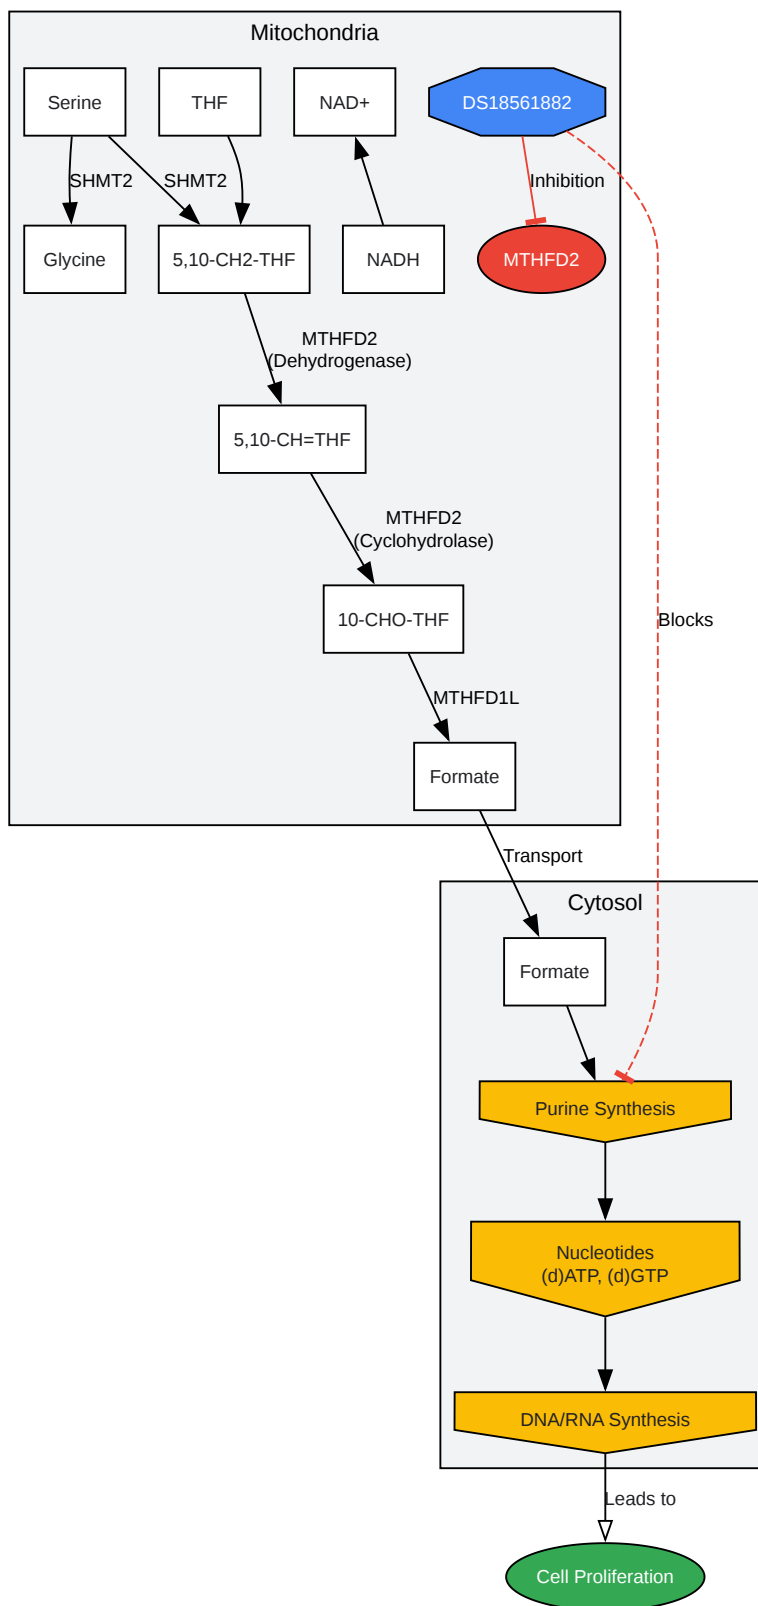 Mitochondria
Serine
THF
NAD+
DS18561882
SHMT2
SHMT2
Inhibition
Glycine
5,10-CH2-THF
NADH
MTHFD2
MTHFD2
(Dehydrogenase)
5,10-CH=THF
MTHFD2
(Cyclohydrolase)
10-CHO-THF
Blocks
MTHFD1L
Formate
Transport
Cytosol
Formate
Purine Synthesis
Nucleotides
(d)ATP, (d)GTP
DNA/RNA Synthesis
Leads to
Cell Proliferation